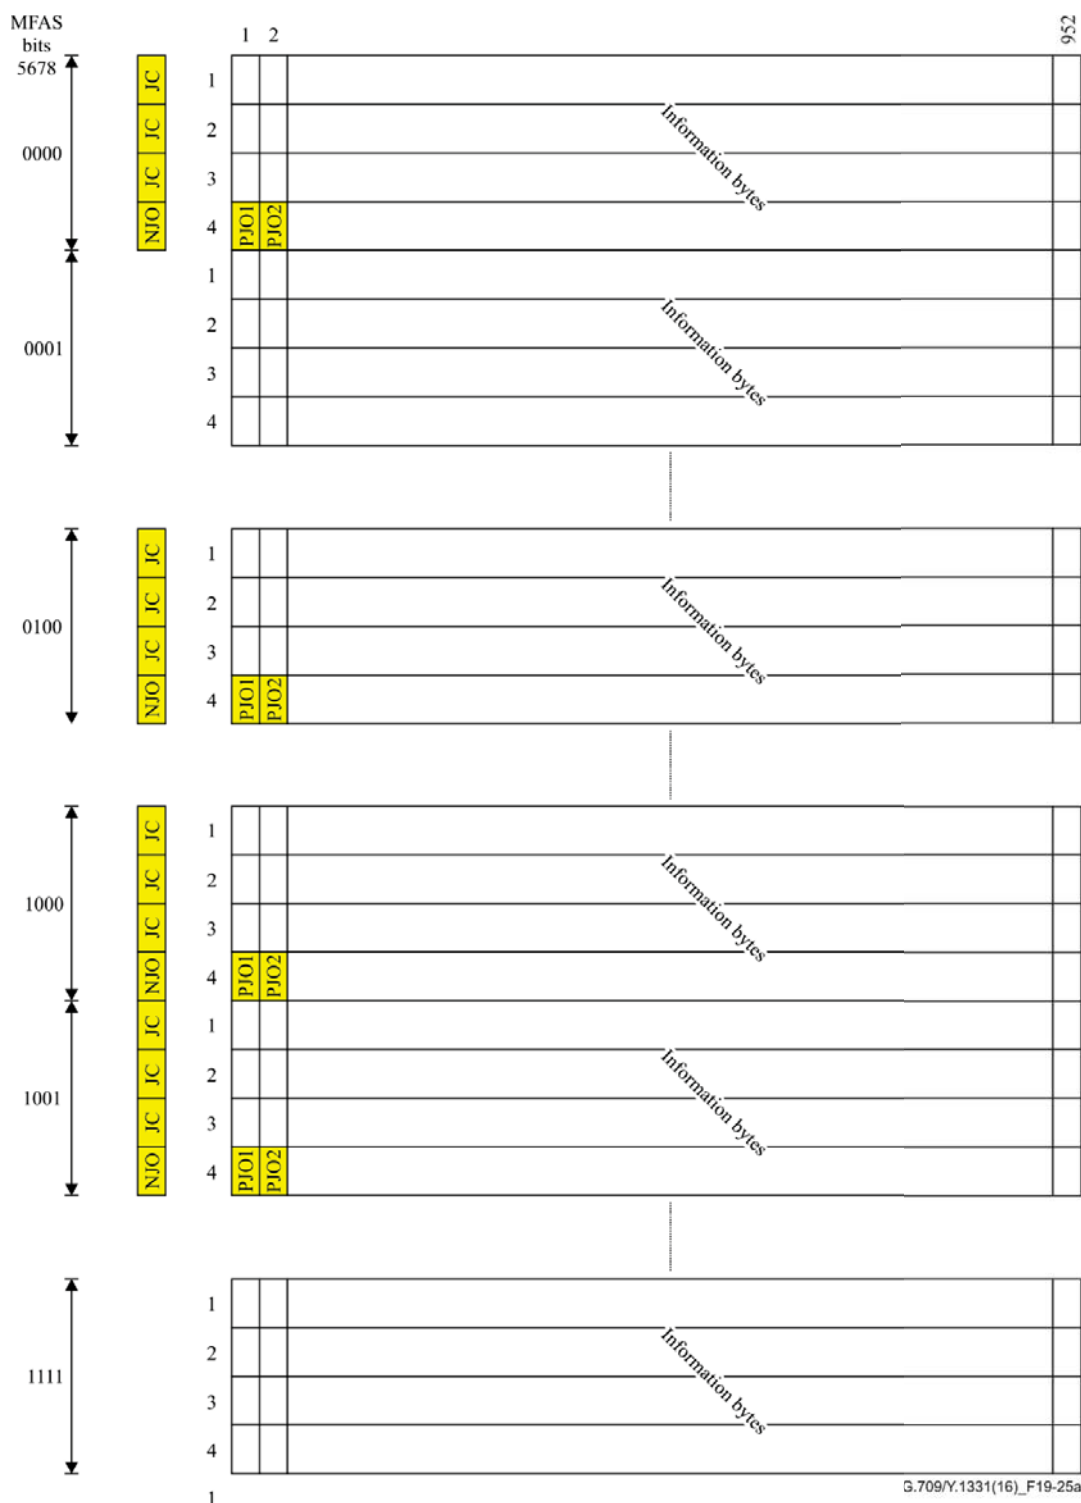 MFAS
bits
5678
1 2 952
JC 1
JC 2 Information bytes
0000
JC 3
NJO 4 PJO1 PJO2
1
2 Information bytes
0001
3
4
JC 1
JC 2 Information bytes
0100
JC 3
NJO 4 PJO1 PJO2
JC 1
JC 2 Information bytes
1000
JC 3
NJO 4 PJO1 PJO2
JC 1
JC 2 Information bytes
1001
JC 3
NJO 4 PJO1 PJO2
1
2 Information bytes
1111
3
4
G.709/Y.1331(16)_F19-25a
1